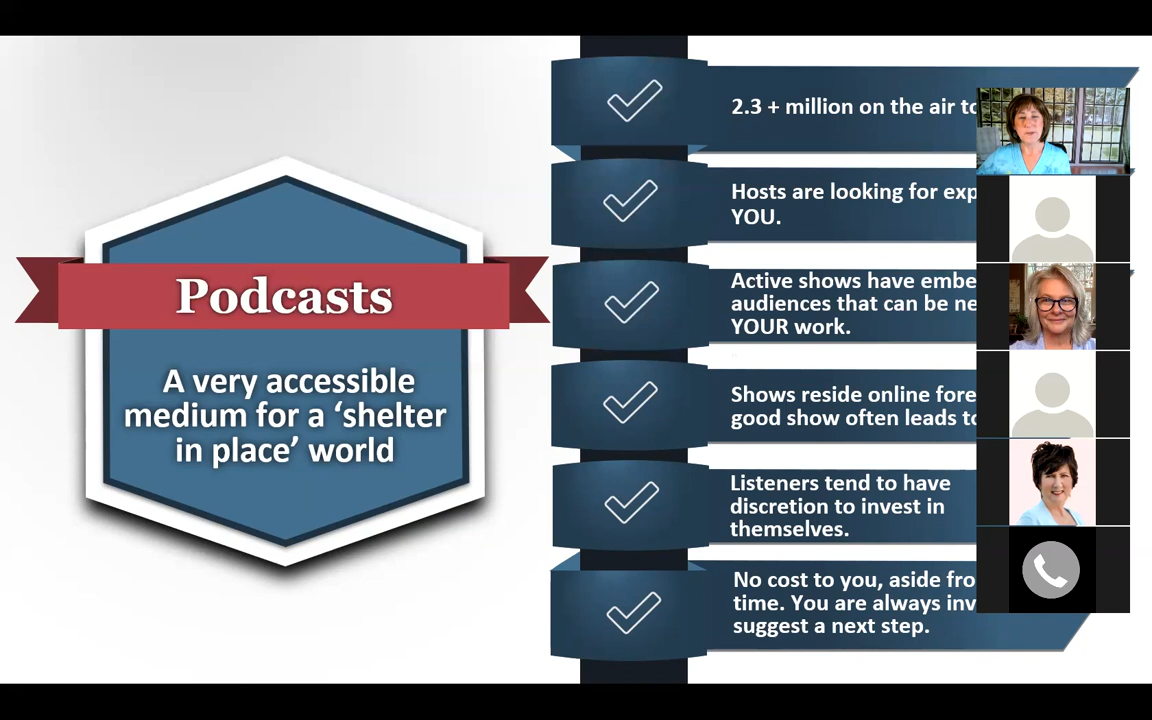 Podcasts
A very accessible
medium for a ‘shelter
in place’ world
2.3 + million on the air
Hosts are looking for
YOU.
Active shows have
audiences that can be
YOUR work.
Shows reside online
good show often leads
Listeners tend to have
discretion to invest in
themselves.
No cost to you, aside
time. You are always
suggest a next step.